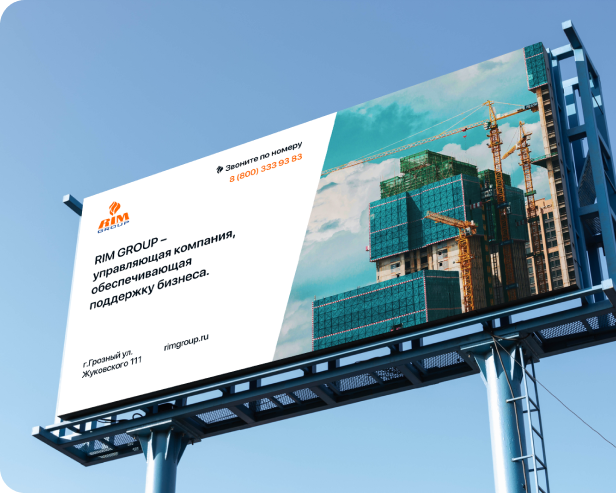 RIM
GROUP
Звоните по номеру
8 (800) 333 93 83
RIM GROUP –
управляющая компания,
обеспечивающая
поддержку бизнеса.
г.Грозный ул.
Жуковского 111
rimgroup.ru